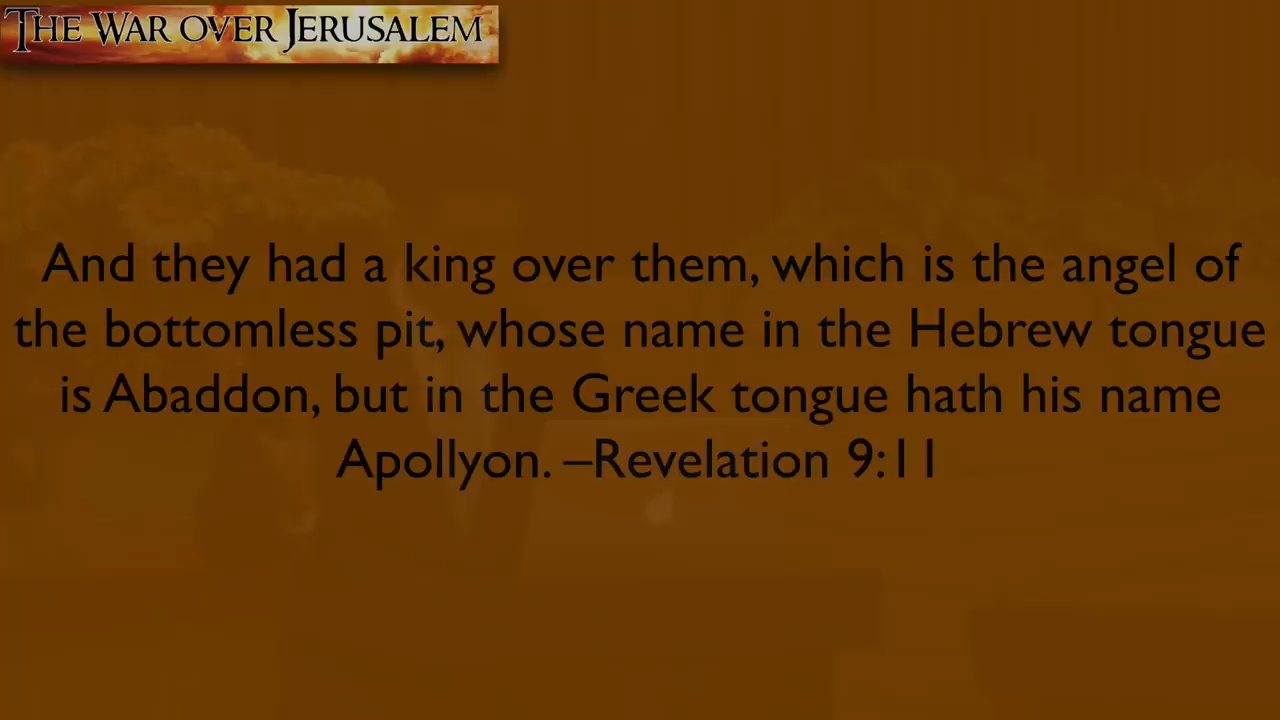 The War over Jerusalem
And they had a king over them, which is the angel of
the bottomless pit, whose name in the Hebrew tongue
is Abaddon, but in the Greek tongue hath his name
Apollyon. –Revelation 9:11